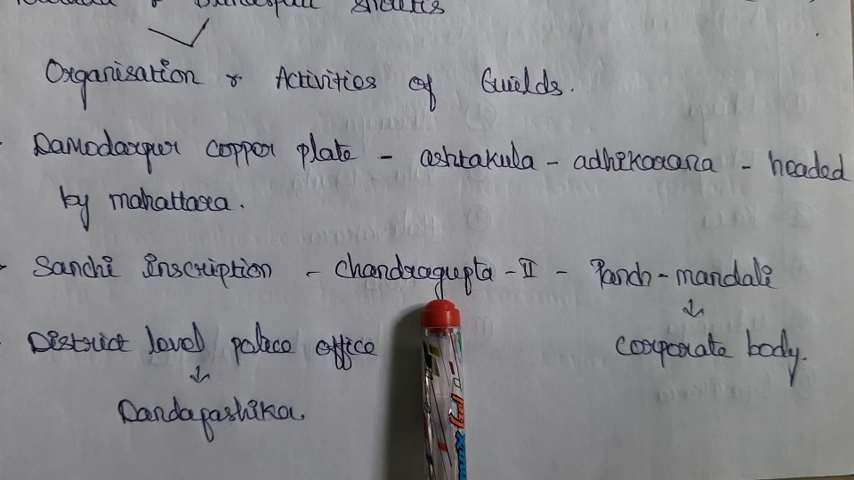 Organisation & Activities of Guilds.
Damodarpur copper plate - ashtakula - adhikarana - headed
by mahattara.
Sanchi inscription - Chandragupta - II - Panch - mandali
↓
District level police office corporate body.
↓
Dandapashika.